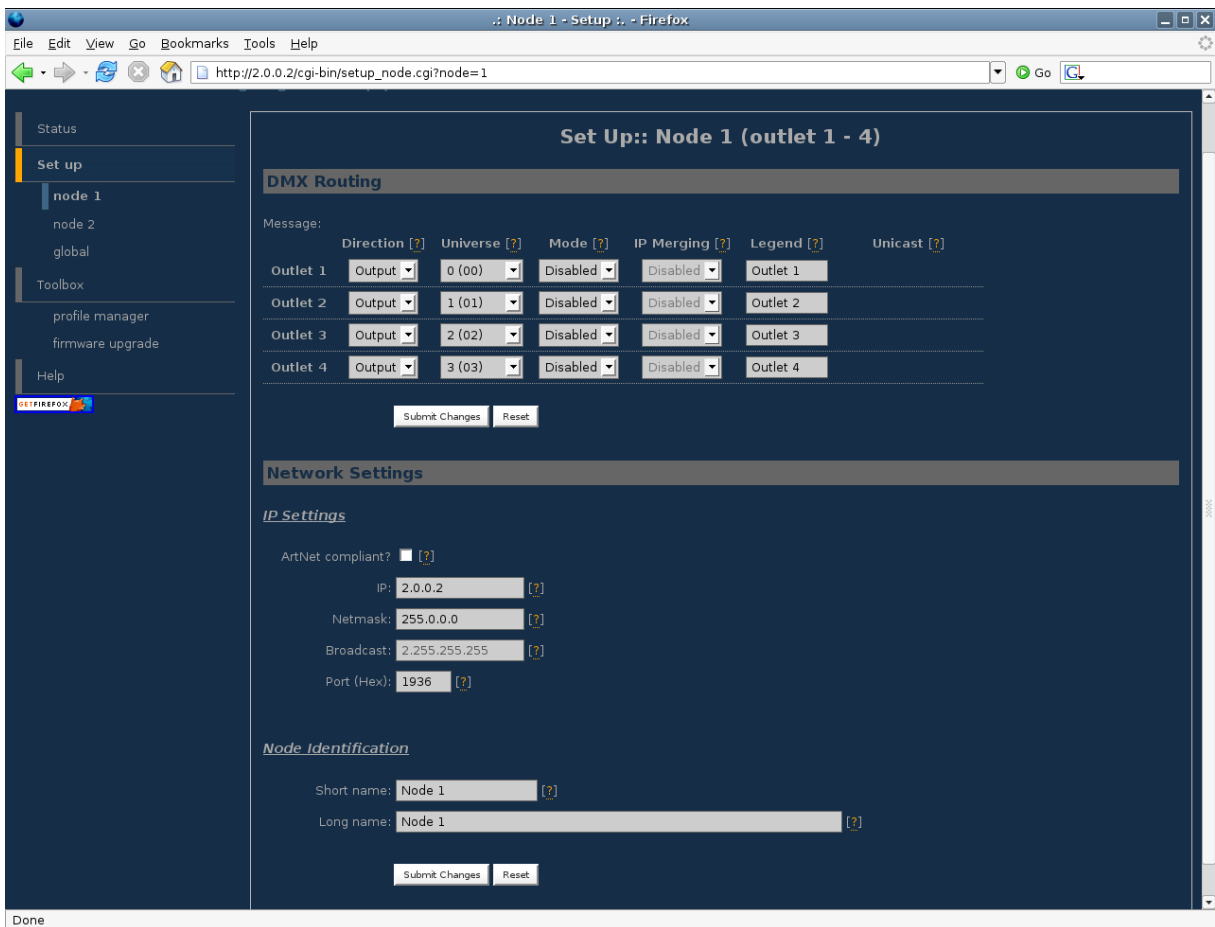 .: Node 1 - Setup :. - Firefox
File Edit View Go Bookmarks Tools Help
http://2.0.0.2/cgi-bin/setup_node.cgi?node=1 Go G
Status
Set up
node 1
node 2
global
Toolbox
profile manager
firmware upgrade
Help
GETFIREFOX
Set Up:: Node 1 (outlet 1 - 4)
DMX Routing
Message:
Direction [?] Universe [?] Mode [?] IP Merging [?] Legend [?] Unicast [?]
Outlet 1 Output 0 (00) Disabled Disabled Outlet 1
Outlet 2 Output 1 (01) Disabled Disabled Outlet 2
Outlet 3 Output 2 (02) Disabled Disabled Outlet 3
Outlet 4 Output 3 (03) Disabled Disabled Outlet 4
Submit Changes Reset
Network Settings
IP Settings
ArtNet compliant? [?]
IP: 2.0.0.2 [?]
Netmask: 255.0.0.0 [?]
Broadcast: 2.255.255.255 [?]
Port (Hex): 1936 [?]
Node Identification
Short name: Node 1 [?]
Long name: Node 1 [?]
Submit Changes Reset
Done